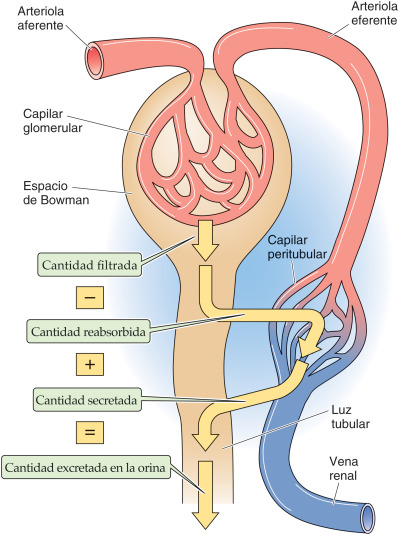 Arteriola
aferente
Arteriola
eferente
Capilar
glomerular
Espacio
de Bowman
Capilar
peritubular
Cantidad filtrada
−
Cantidad reabsorbida
+
Cantidad secretada
=
Luz
tubular
Cantidad excretada en la orina
Vena
renal